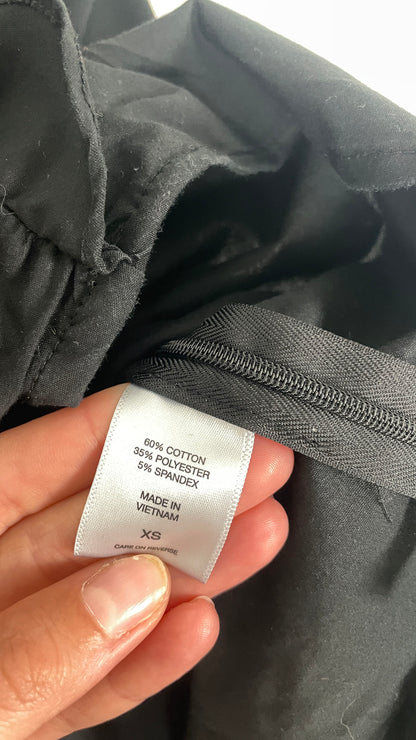 60% COTTON
35% POLYESTER
5% SPANDEX
MADE IN
VIETNAM
XS
CARE ON REVERSE